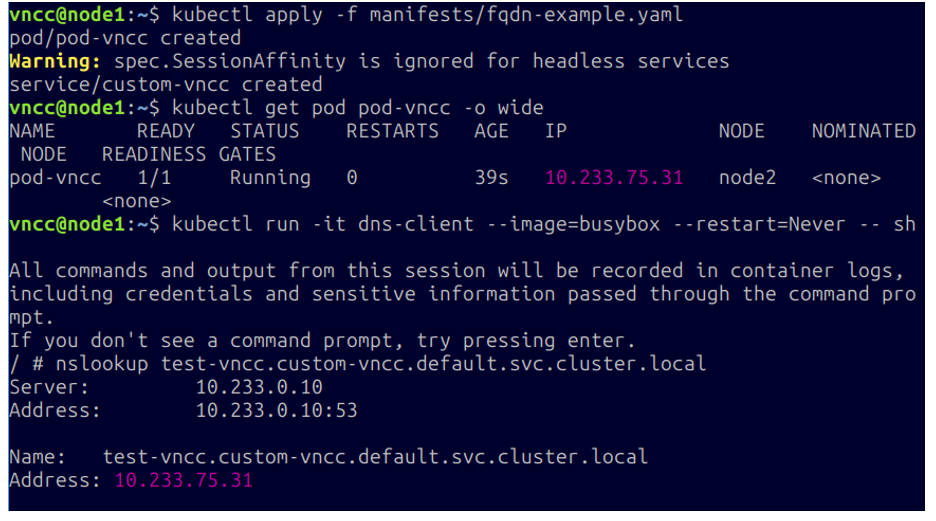 vncc@node1:~$ kubectl apply -f manifests/fqdn-example.yaml
pod/pod-vncc created
Warning: spec.SessionAffinity is ignored for headless services
service/custom-vncc created
vncc@node1:~$ kubectl get pod pod-vncc -o wide
NAME       READY   STATUS    RESTARTS   AGE   IP             NODE    NOMINATED
 NODE   READINESS GATES
pod-vncc   1/1     Running   0          39s   10.233.75.31   node2   <none>
        <none>
vncc@node1:~$ kubectl run -it dns-client --image=busybox --restart=Never -- sh

All commands and output from this session will be recorded in container logs,
including credentials and sensitive information passed through the command pro
mpt.
If you don't see a command prompt, try pressing enter.
/ # nslookup test-vncc.custom-vncc.default.svc.cluster.local
Server:         10.233.0.10
Address:        10.233.0.10:53

Name:   test-vncc.custom-vncc.default.svc.cluster.local
Address: 10.233.75.31